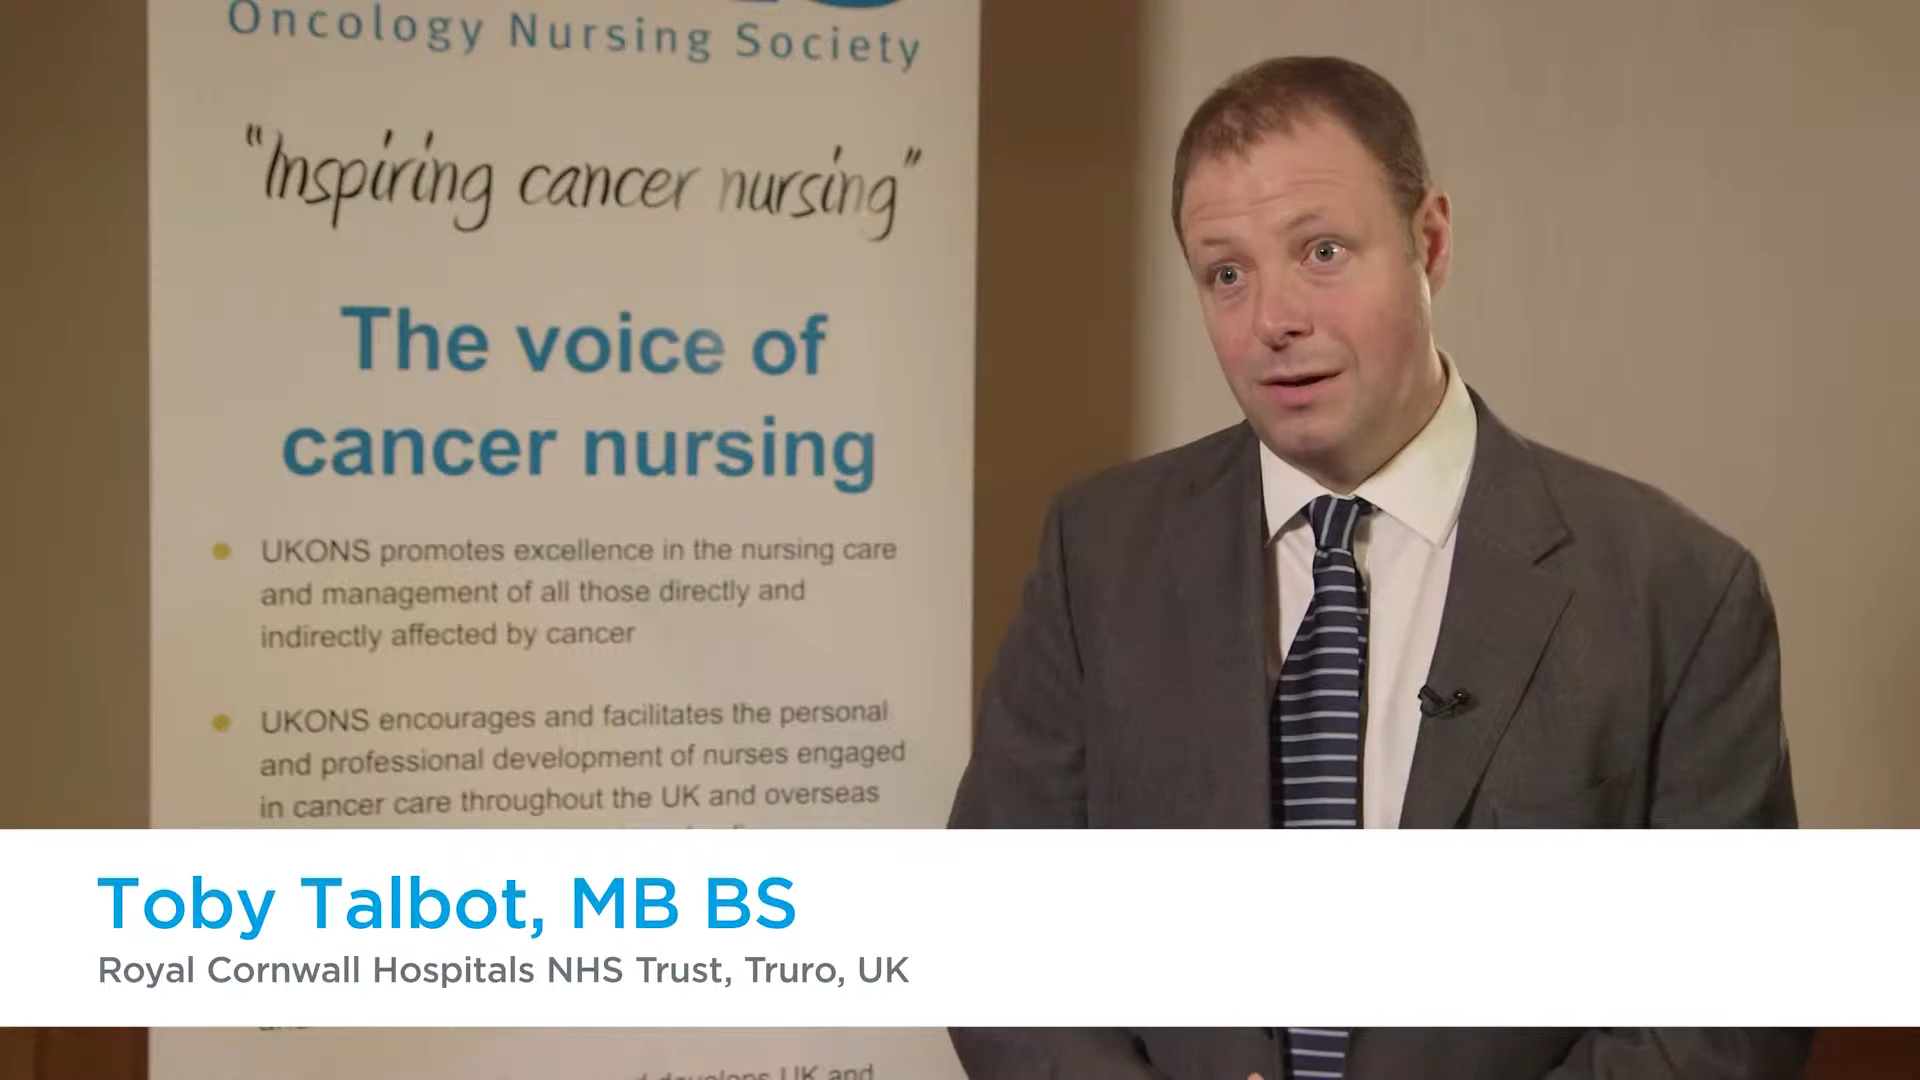 Oncology Nursing Society
"Inspiring cancer nursing"
The voice of
cancer nursing
UKONS promotes excellence in the nursing care
and management of all those directly and
indirectly affected by cancer
UKONS encourages and facilitates the personal
and professional development of nurses engaged
in cancer care throughout the UK and overseas
Toby Talbot, MB BS
Royal Cornwall Hospitals NHS Trust, Truro, UK
develops UK and